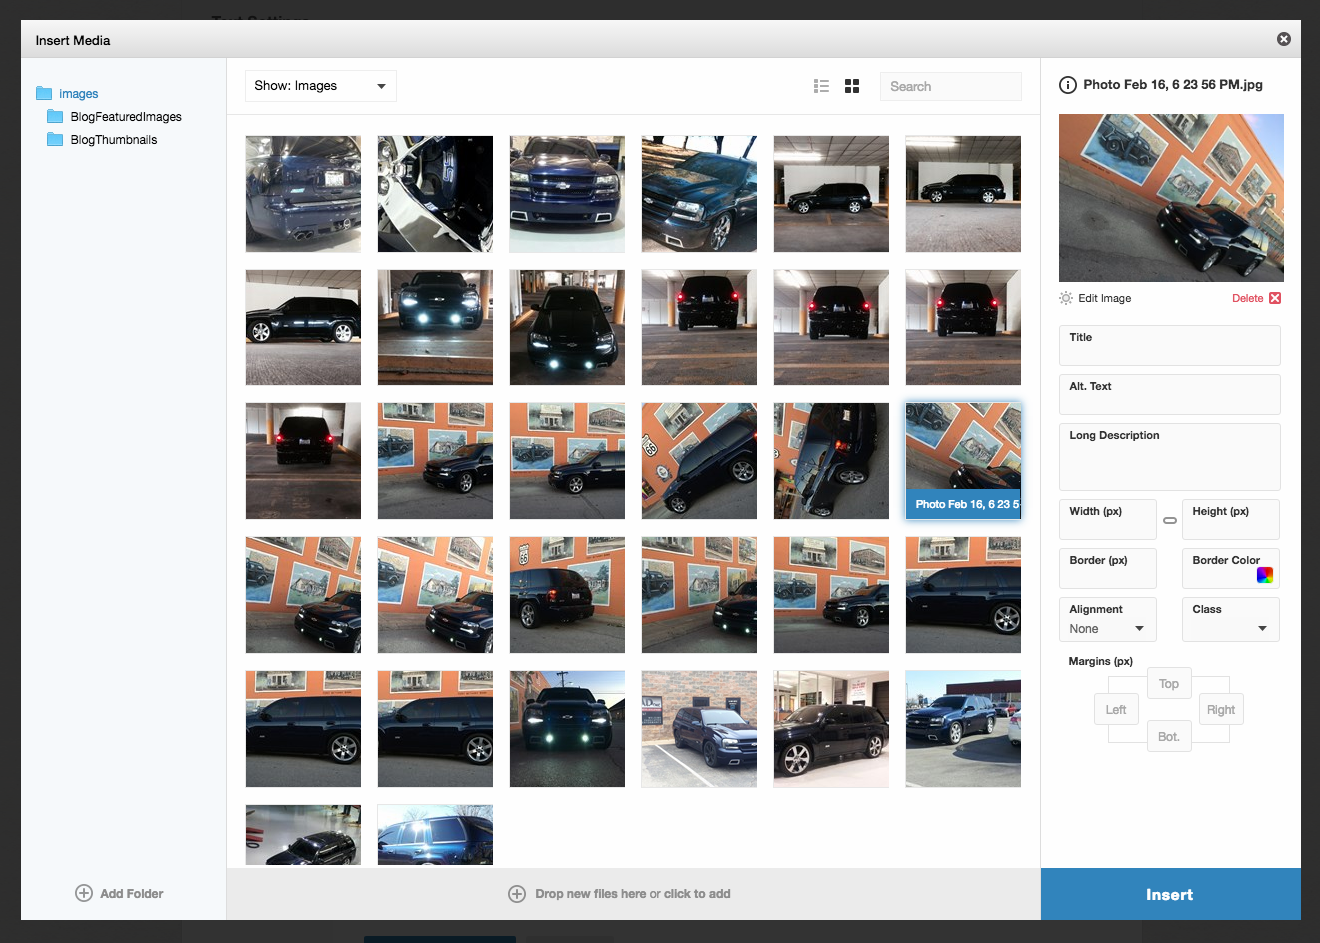 Insert Media
images
BlogFeaturedImages
BlogThumbnails
Add Folder
Show: Images
Search
Photo Feb 16, 6 23 5
Drop new files here or click to add
Photo Feb 16, 6 23 56 PM.jpg
Edit Image
Delete
Title
Alt. Text
Long Description
Width (px)
Height (px)
Border (px)
Border Color
Alignment
None
Class
Margins (px)
Top
Left
Right
Bot.
Insert